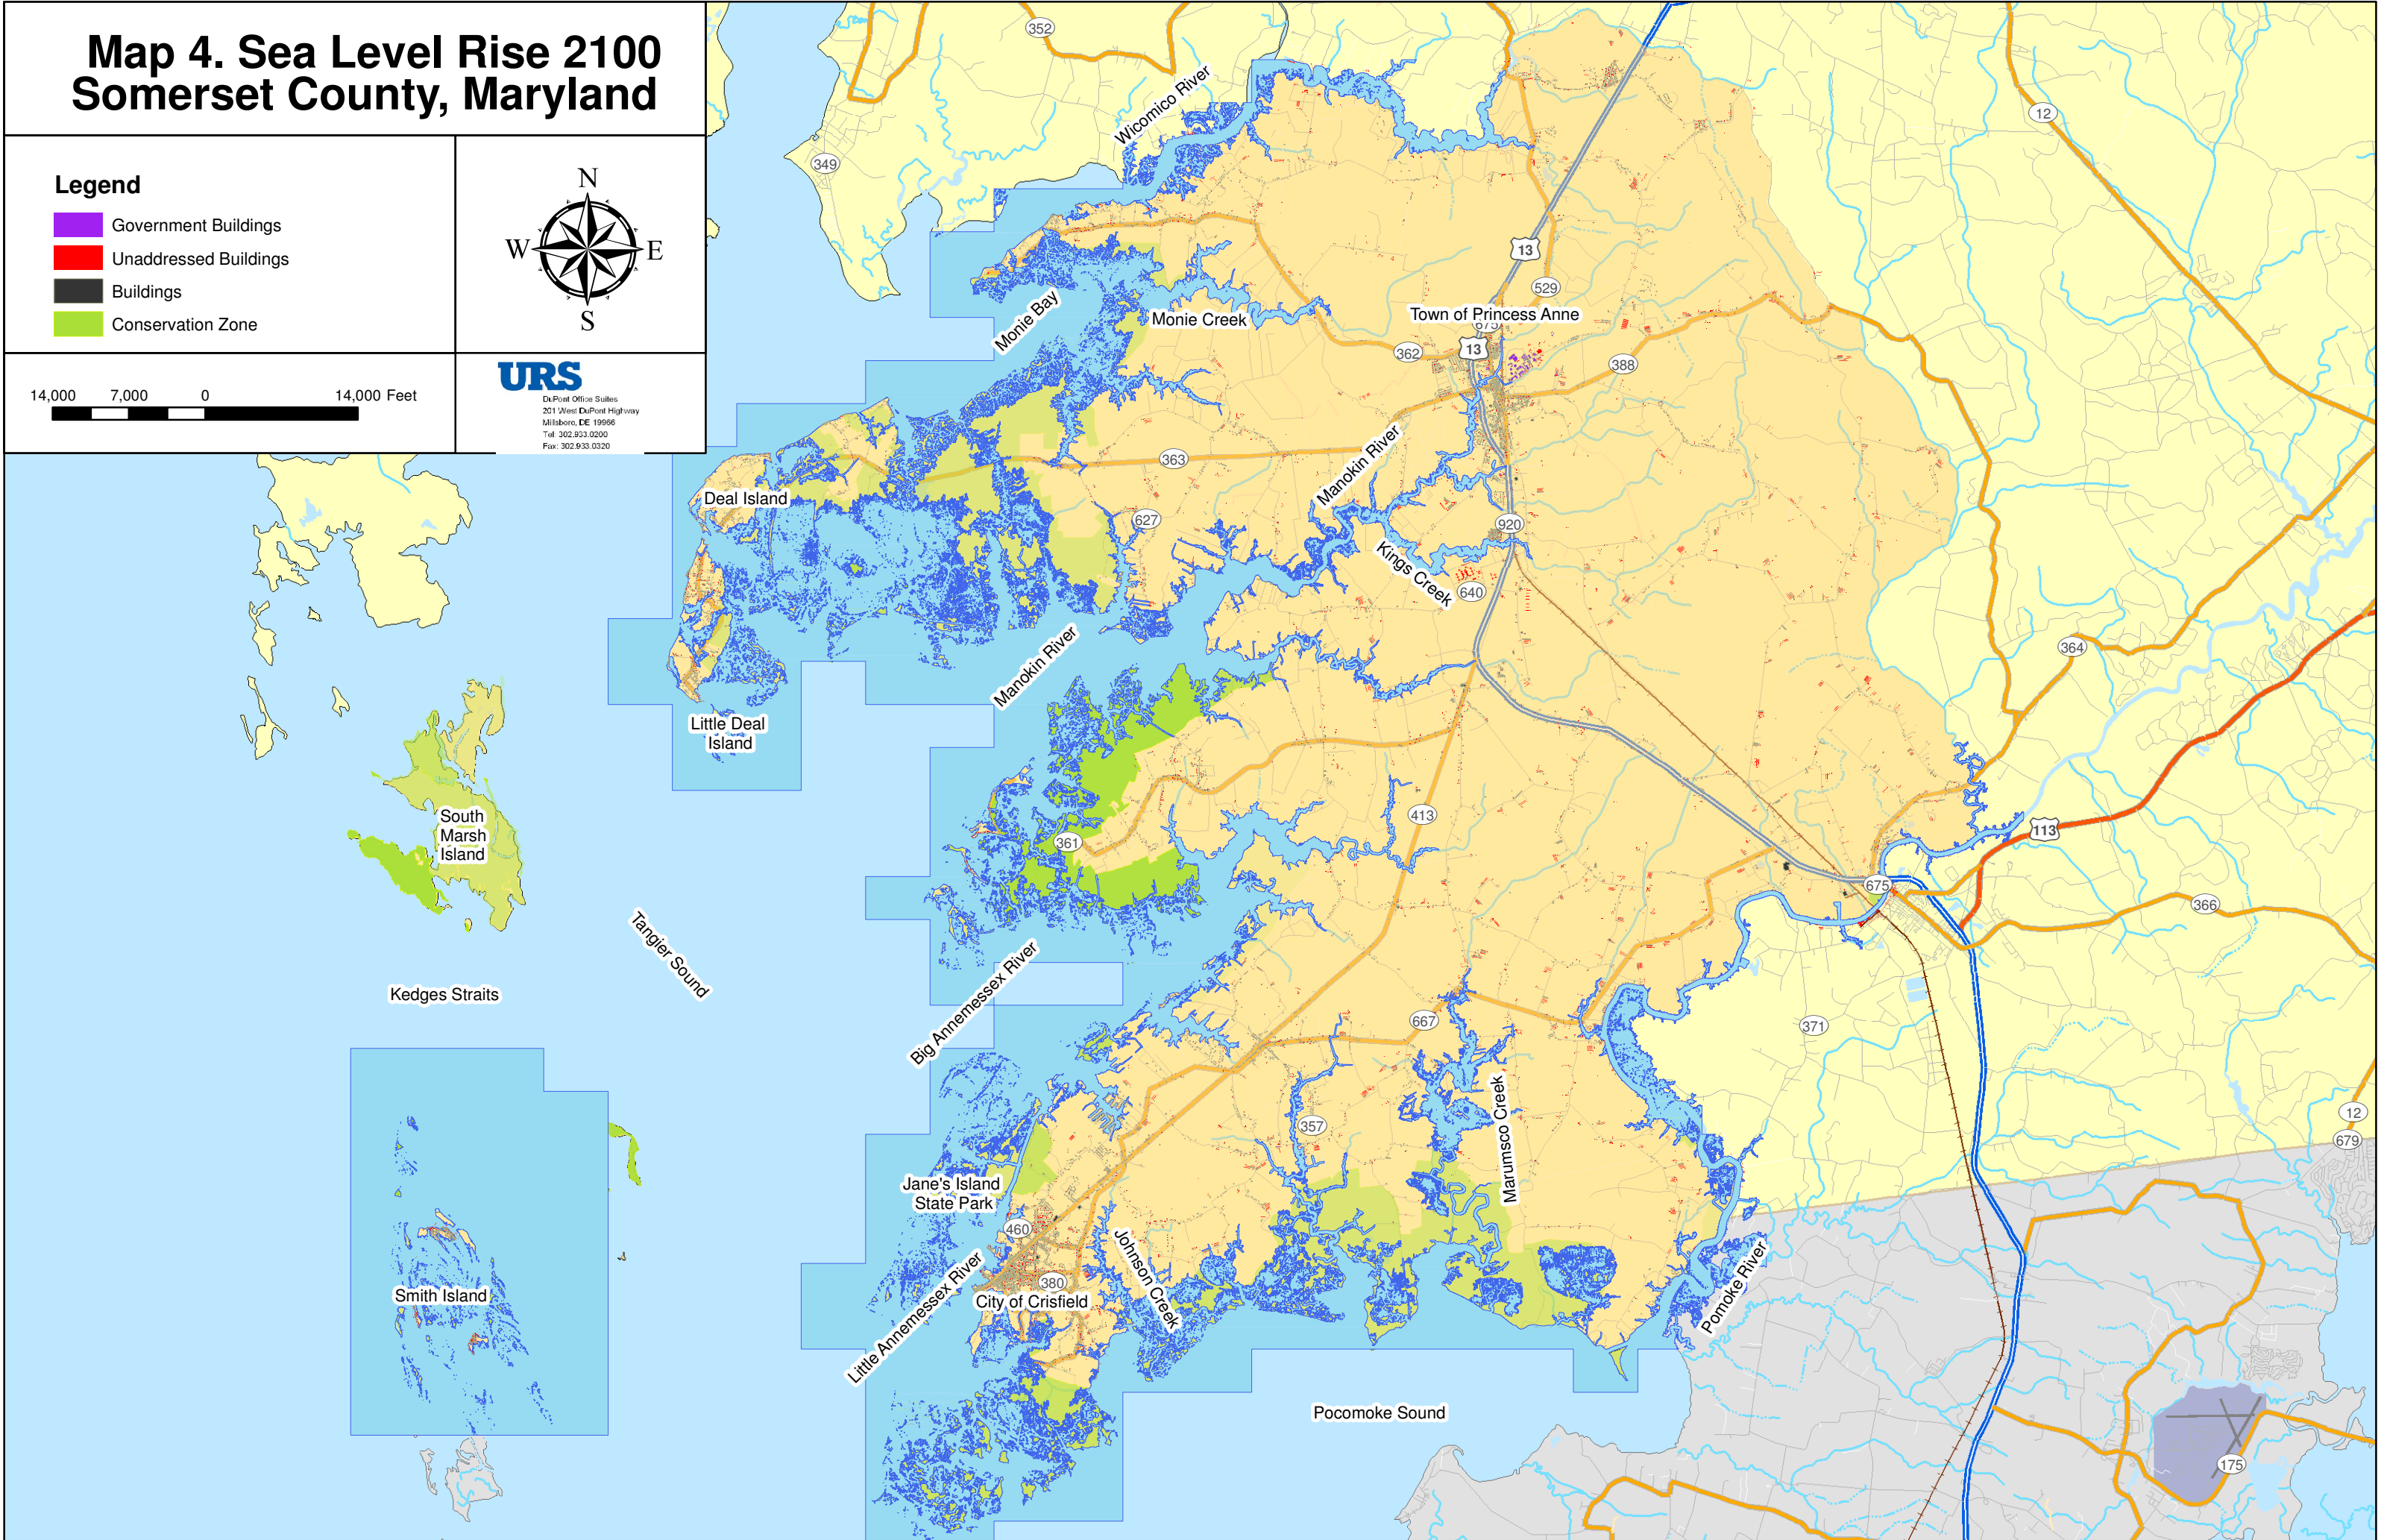 Map 4. Sea Level Rise 2100
Somerset County, Maryland
Legend
Government Buildings
Unaddressed Buildings
Buildings
Conservation Zone
N
W
E
S
14,000
7,000
0
14,000 Feet
URS
DuPont Office Suites
201 West DuPont Highway
Millsboro, DE 19966
Tel: 302.933.0200
Fax: 302.933.0320
352
349
12
Wicomico River
13
529
Monie Bay
Monie Creek
Town of Princess Anne
675
13
362
388
363
Manokin River
Deal Island
627
920
Kings Creek
640
Manokin River
364
Little Deal
Island
South
Marsh
Island
361
413
113
675
366
Tangier Sound
Kedges Straits
Big Annemessex River
667
371
357
Marumsco Creek
12
679
Jane's Island
State Park
460
Johnson Creek
380
City of Crisfield
Smith Island
Little Annemessex River
Pomoke River
Pocomoke Sound
175